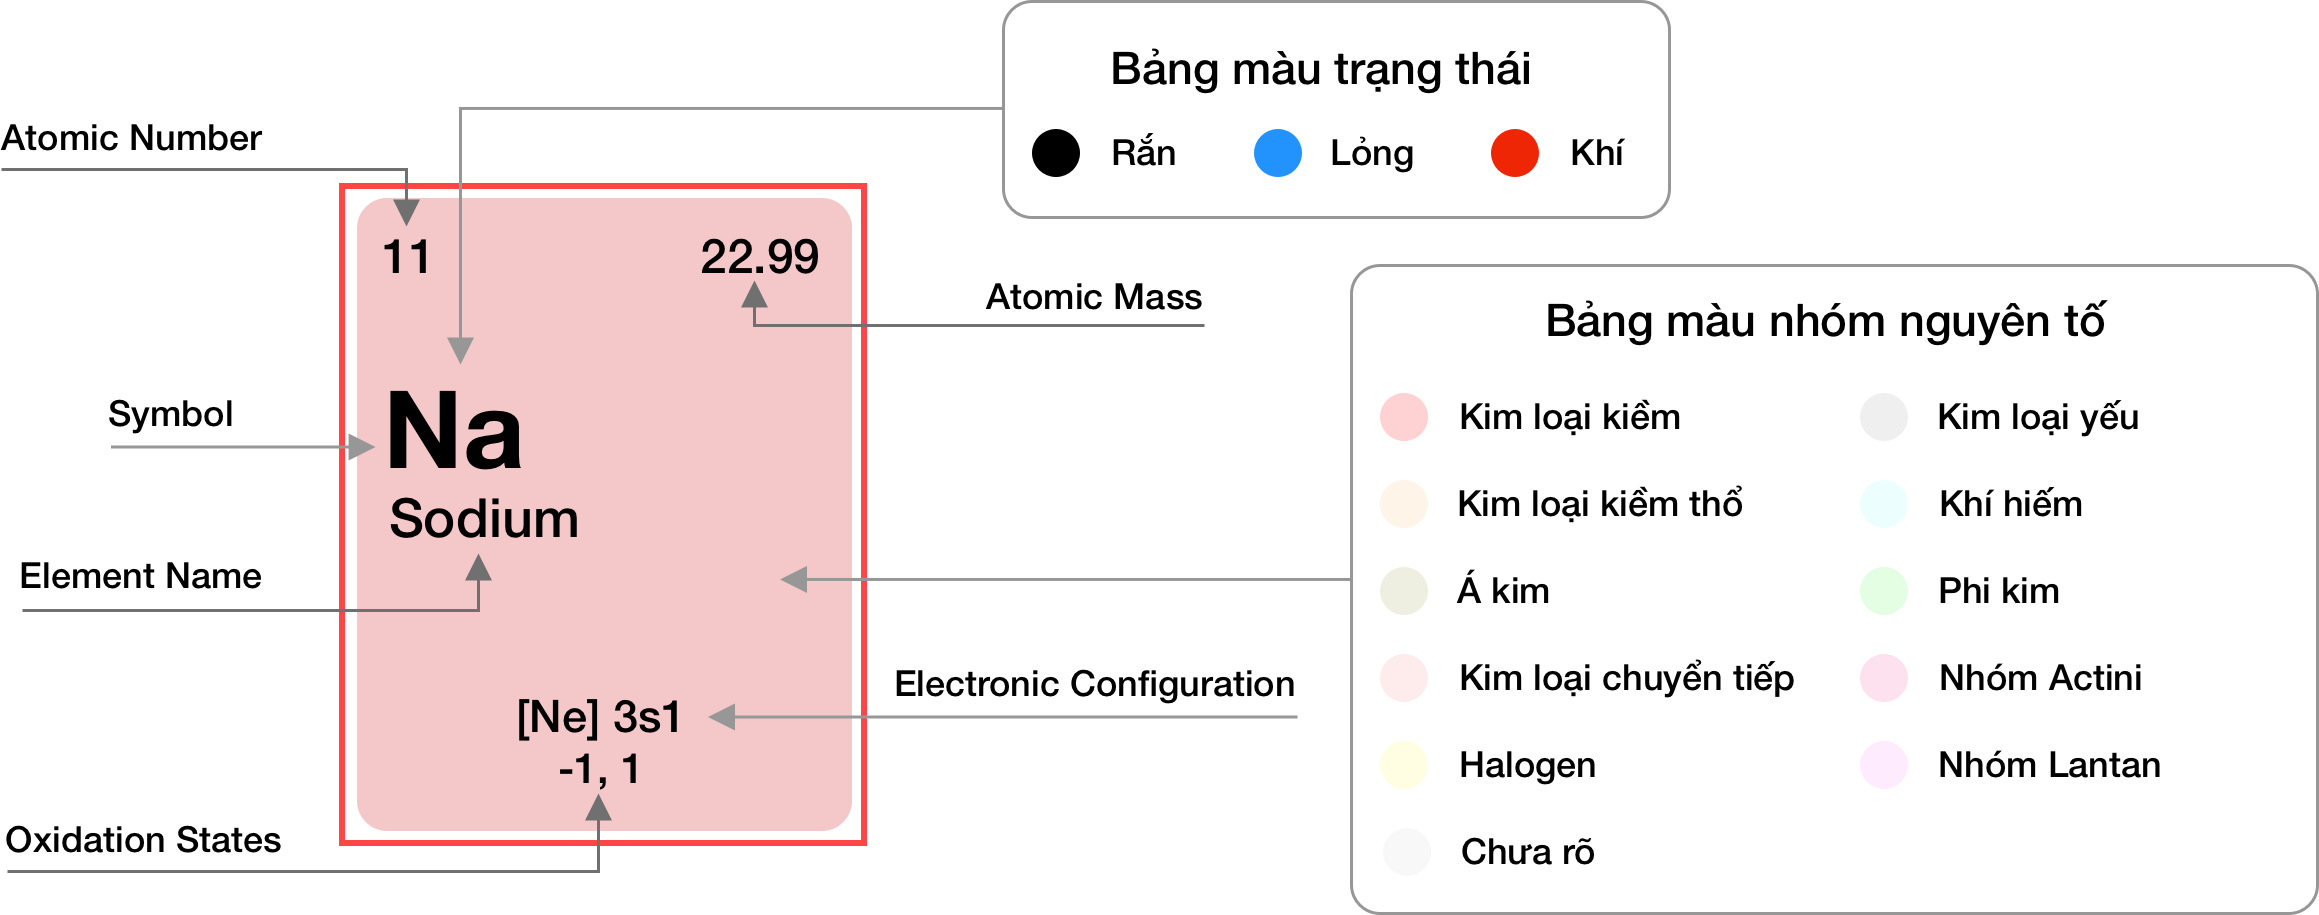 Bảng màu trạng thái
Rắn Lỏng Khí
Atomic Number
11 22.99
Atomic Mass
Symbol
Na
Sodium
Element Name
[Ne] 3s1
Electronic Configuration
-1, 1
Oxidation States
Bảng màu nhóm nguyên tố
Kim loại kiềm Kim loại yếu
Kim loại kiềm thổ Khí hiếm
Á kim Phi kim
Kim loại chuyển tiếp Nhóm Actini
Halogen Nhóm Lantan
Chưa rõ